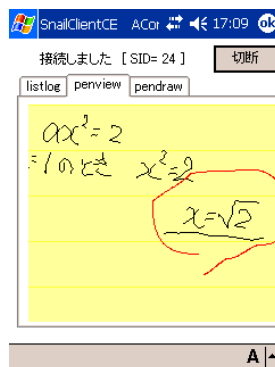 SnailClientCE ACor 17:09 ok
接続しました [SID=24] 切断
listlog penview pendraw
ax²=2
=1のとき x²=2
x=√2
A